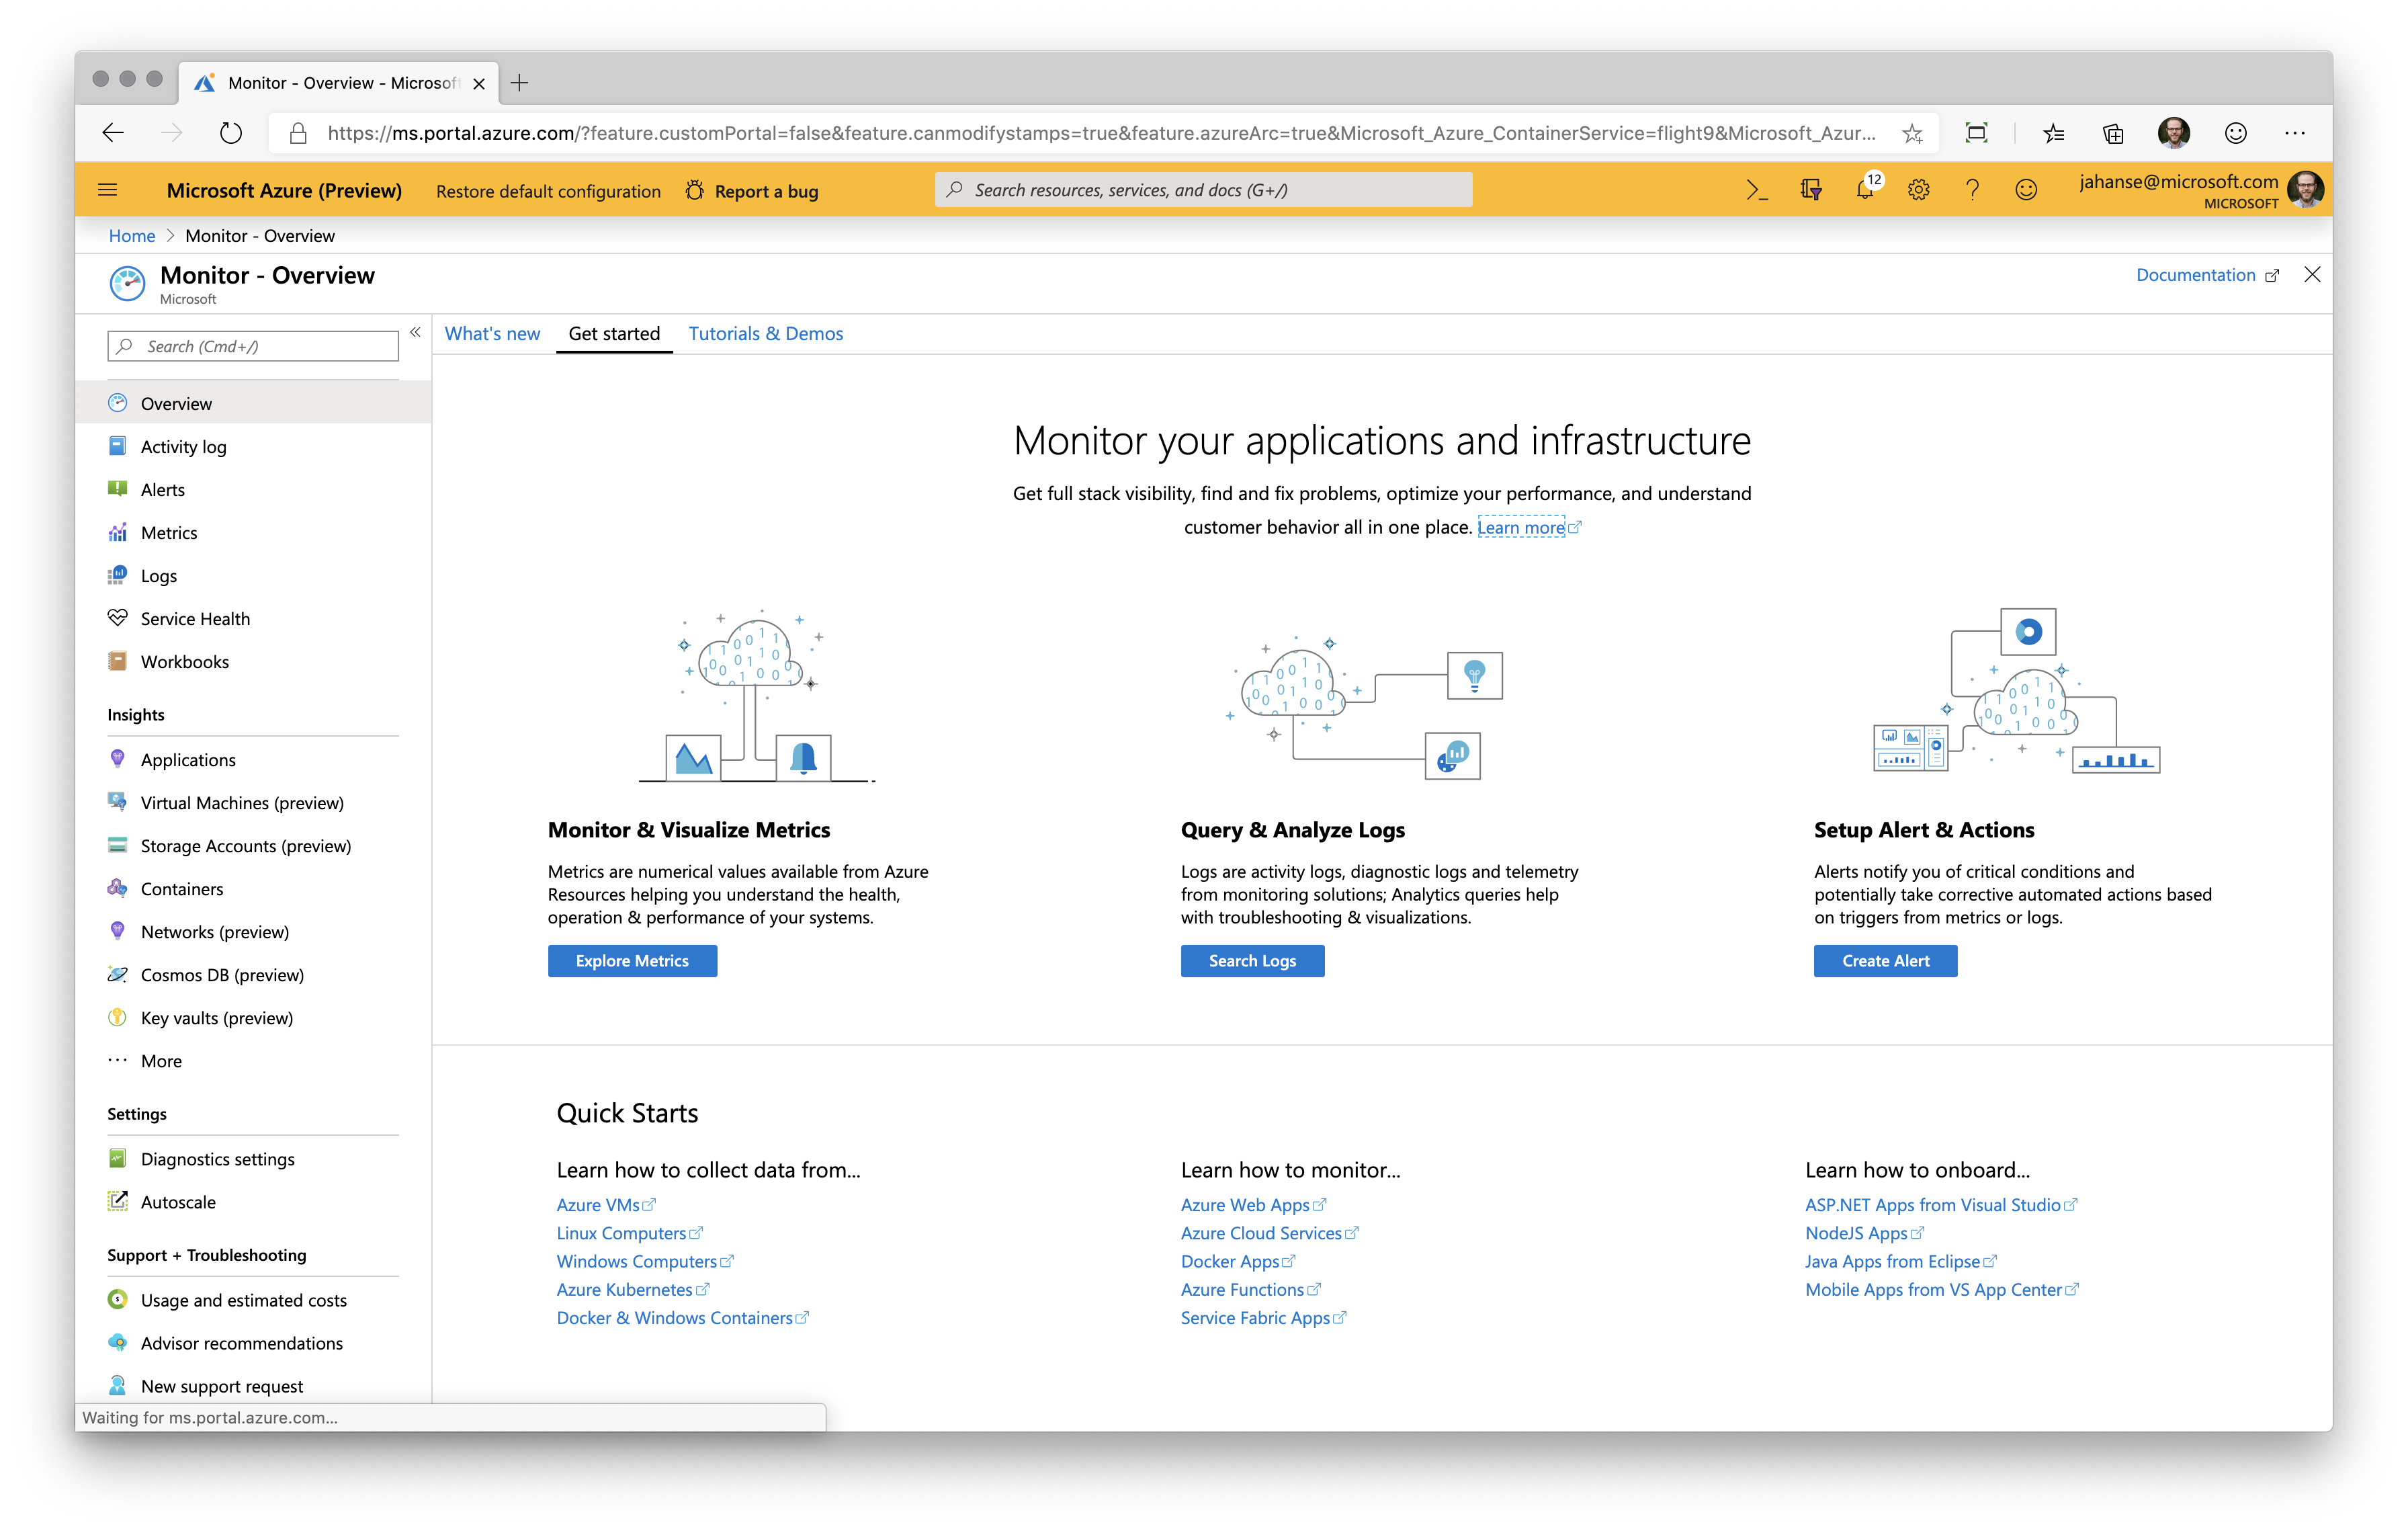 Monitor - Overview - Microsof
https://ms.portal.azure.com/?feature.customPortal=false&feature.canmodifystamps=true&feature.azureArc=true&Microsoft_Azure_ContainerService=flight9&Microsoft_Azur...
Microsoft Azure (Preview)
Restore default configuration
Report a bug
Search resources, services, and docs (G+/)
12
jahanse@microsoft.com
MICROSOFT
Home > Monitor - Overview
Monitor - Overview
Microsoft
Documentation
Search (Cmd+/)
Overview
Activity log
Alerts
Metrics
Logs
Service Health
Workbooks
Insights
Applications
Virtual Machines (preview)
Storage Accounts (preview)
Containers
Networks (preview)
Cosmos DB (preview)
Key vaults (preview)
More
Settings
Diagnostics settings
Autoscale
Support + Troubleshooting
Usage and estimated costs
Advisor recommendations
New support request
Waiting for ms.portal.azure.com...
What's new
Get started
Tutorials & Demos
Monitor your applications and infrastructure
Get full stack visibility, find and fix problems, optimize your performance, and understand
customer behavior all in one place. Learn more
Monitor & Visualize Metrics
Metrics are numerical values available from Azure
Resources helping you understand the health,
operation & performance of your systems.
Explore Metrics
Query & Analyze Logs
Logs are activity logs, diagnostic logs and telemetry
from monitoring solutions; Analytics queries help
with troubleshooting & visualizations.
Search Logs
Setup Alert & Actions
Alerts notify you of critical conditions and
potentially take corrective automated actions based
on triggers from metrics or logs.
Create Alert
Quick Starts
Learn how to collect data from...
Azure VMs
Linux Computers
Windows Computers
Azure Kubernetes
Docker & Windows Containers
Learn how to monitor...
Azure Web Apps
Azure Cloud Services
Docker Apps
Azure Functions
Service Fabric Apps
Learn how to onboard...
ASP.NET Apps from Visual Studio
NodeJS Apps
Java Apps from Eclipse
Mobile Apps from VS App Center